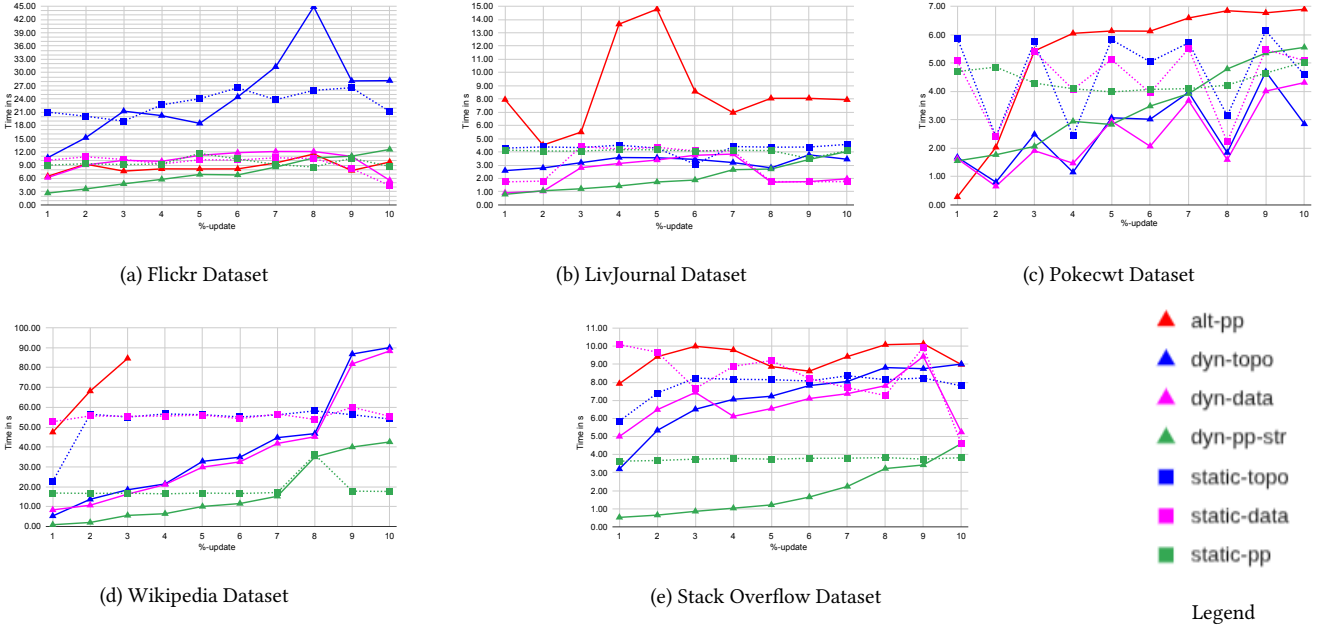 45.00
42.00
39.00
36.00
33.00
30.00
27.00
24.00
21.00
18.00
15.00
12.00
9.00
6.00
3.00
0.00
Time in s
1 2 3 4 5 6 7 8 9 10
%-update
(a) Flickr Dataset
15.00
14.00
13.00
12.00
11.00
10.00
9.00
8.00
7.00
6.00
5.00
4.00
3.00
2.00
1.00
0.00
Time in s
1 2 3 4 5 6 7 8 9 10
%-update
(b) LivJournal Dataset
7.00
6.00
5.00
4.00
3.00
2.00
1.00
0.00
Time in s
1 2 3 4 5 6 7 8 9 10
%-update
(c) Pokecwt Dataset
100.00
90.00
80.00
70.00
60.00
50.00
40.00
30.00
20.00
10.00
0.00
Time in s
1 2 3 4 5 6 7 8 9 10
%-update
(d) Wikipedia Dataset
11.00
10.00
9.00
8.00
7.00
6.00
5.00
4.00
3.00
2.00
1.00
0.00
Time in s
1 2 3 4 5 6 7 8 9 10
%-update
(e) Stack Overflow Dataset
alt-pp
dyn-topo
dyn-data
dyn-pp-str
static-topo
static-data
static-pp
Legend